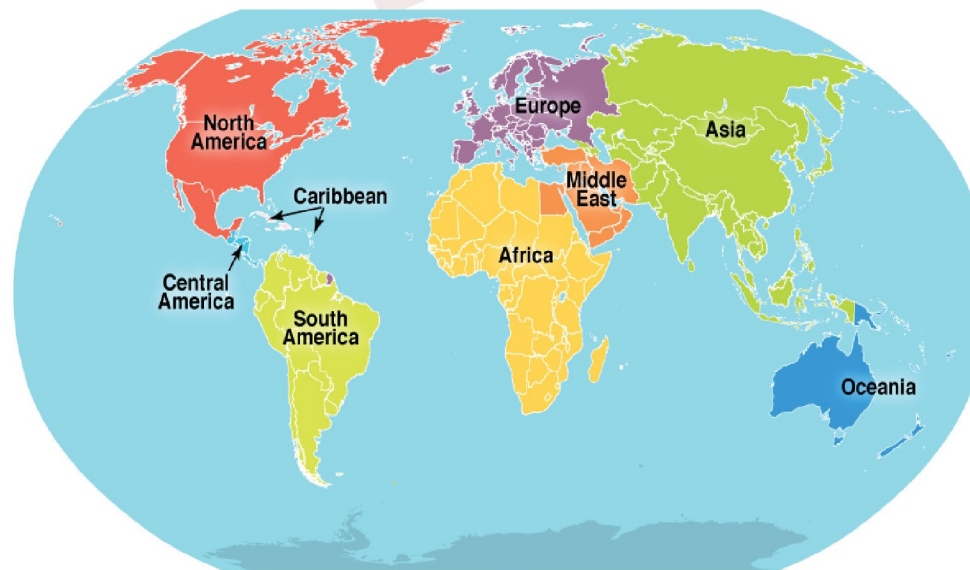 North
America
Caribbean
Central
America
South
America
Europe
Asia
Middle
East
Africa
Oceania